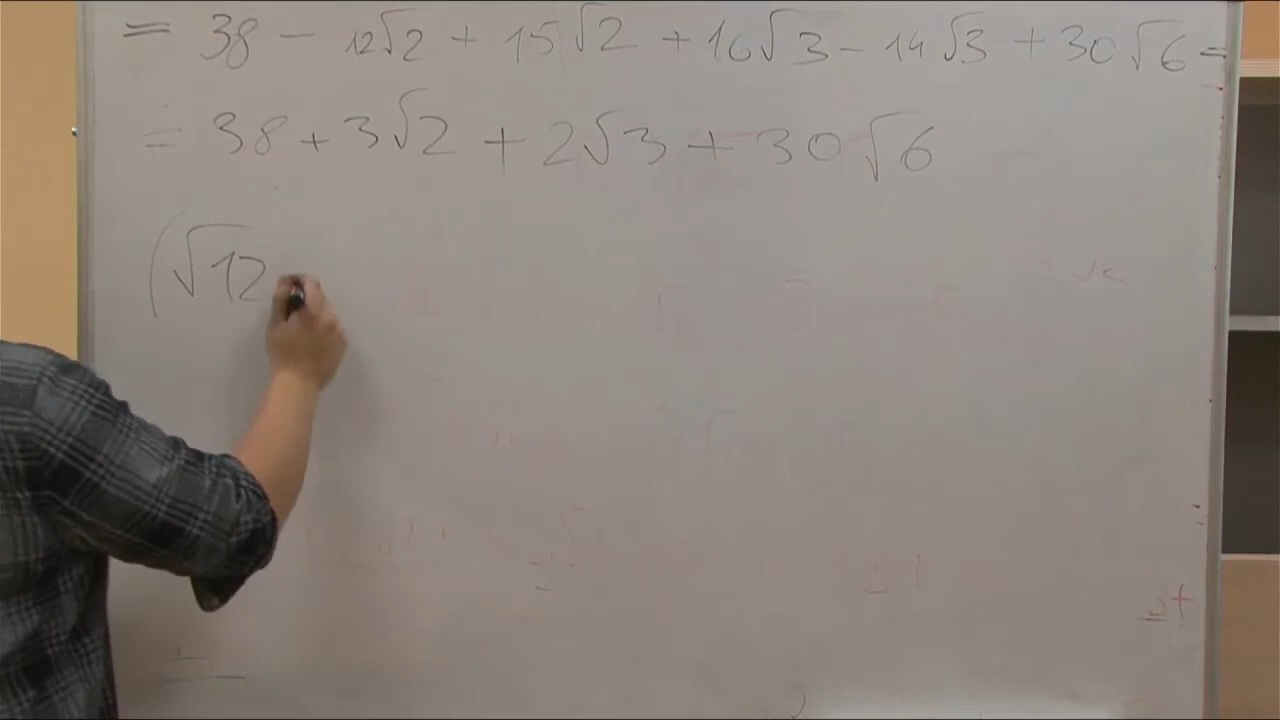 = 38 - 12√2 + 15√2 + 16√3 - 14√3 + 30√6 =
= 38 + 3√2 + 2√3 + 30√6
(√12